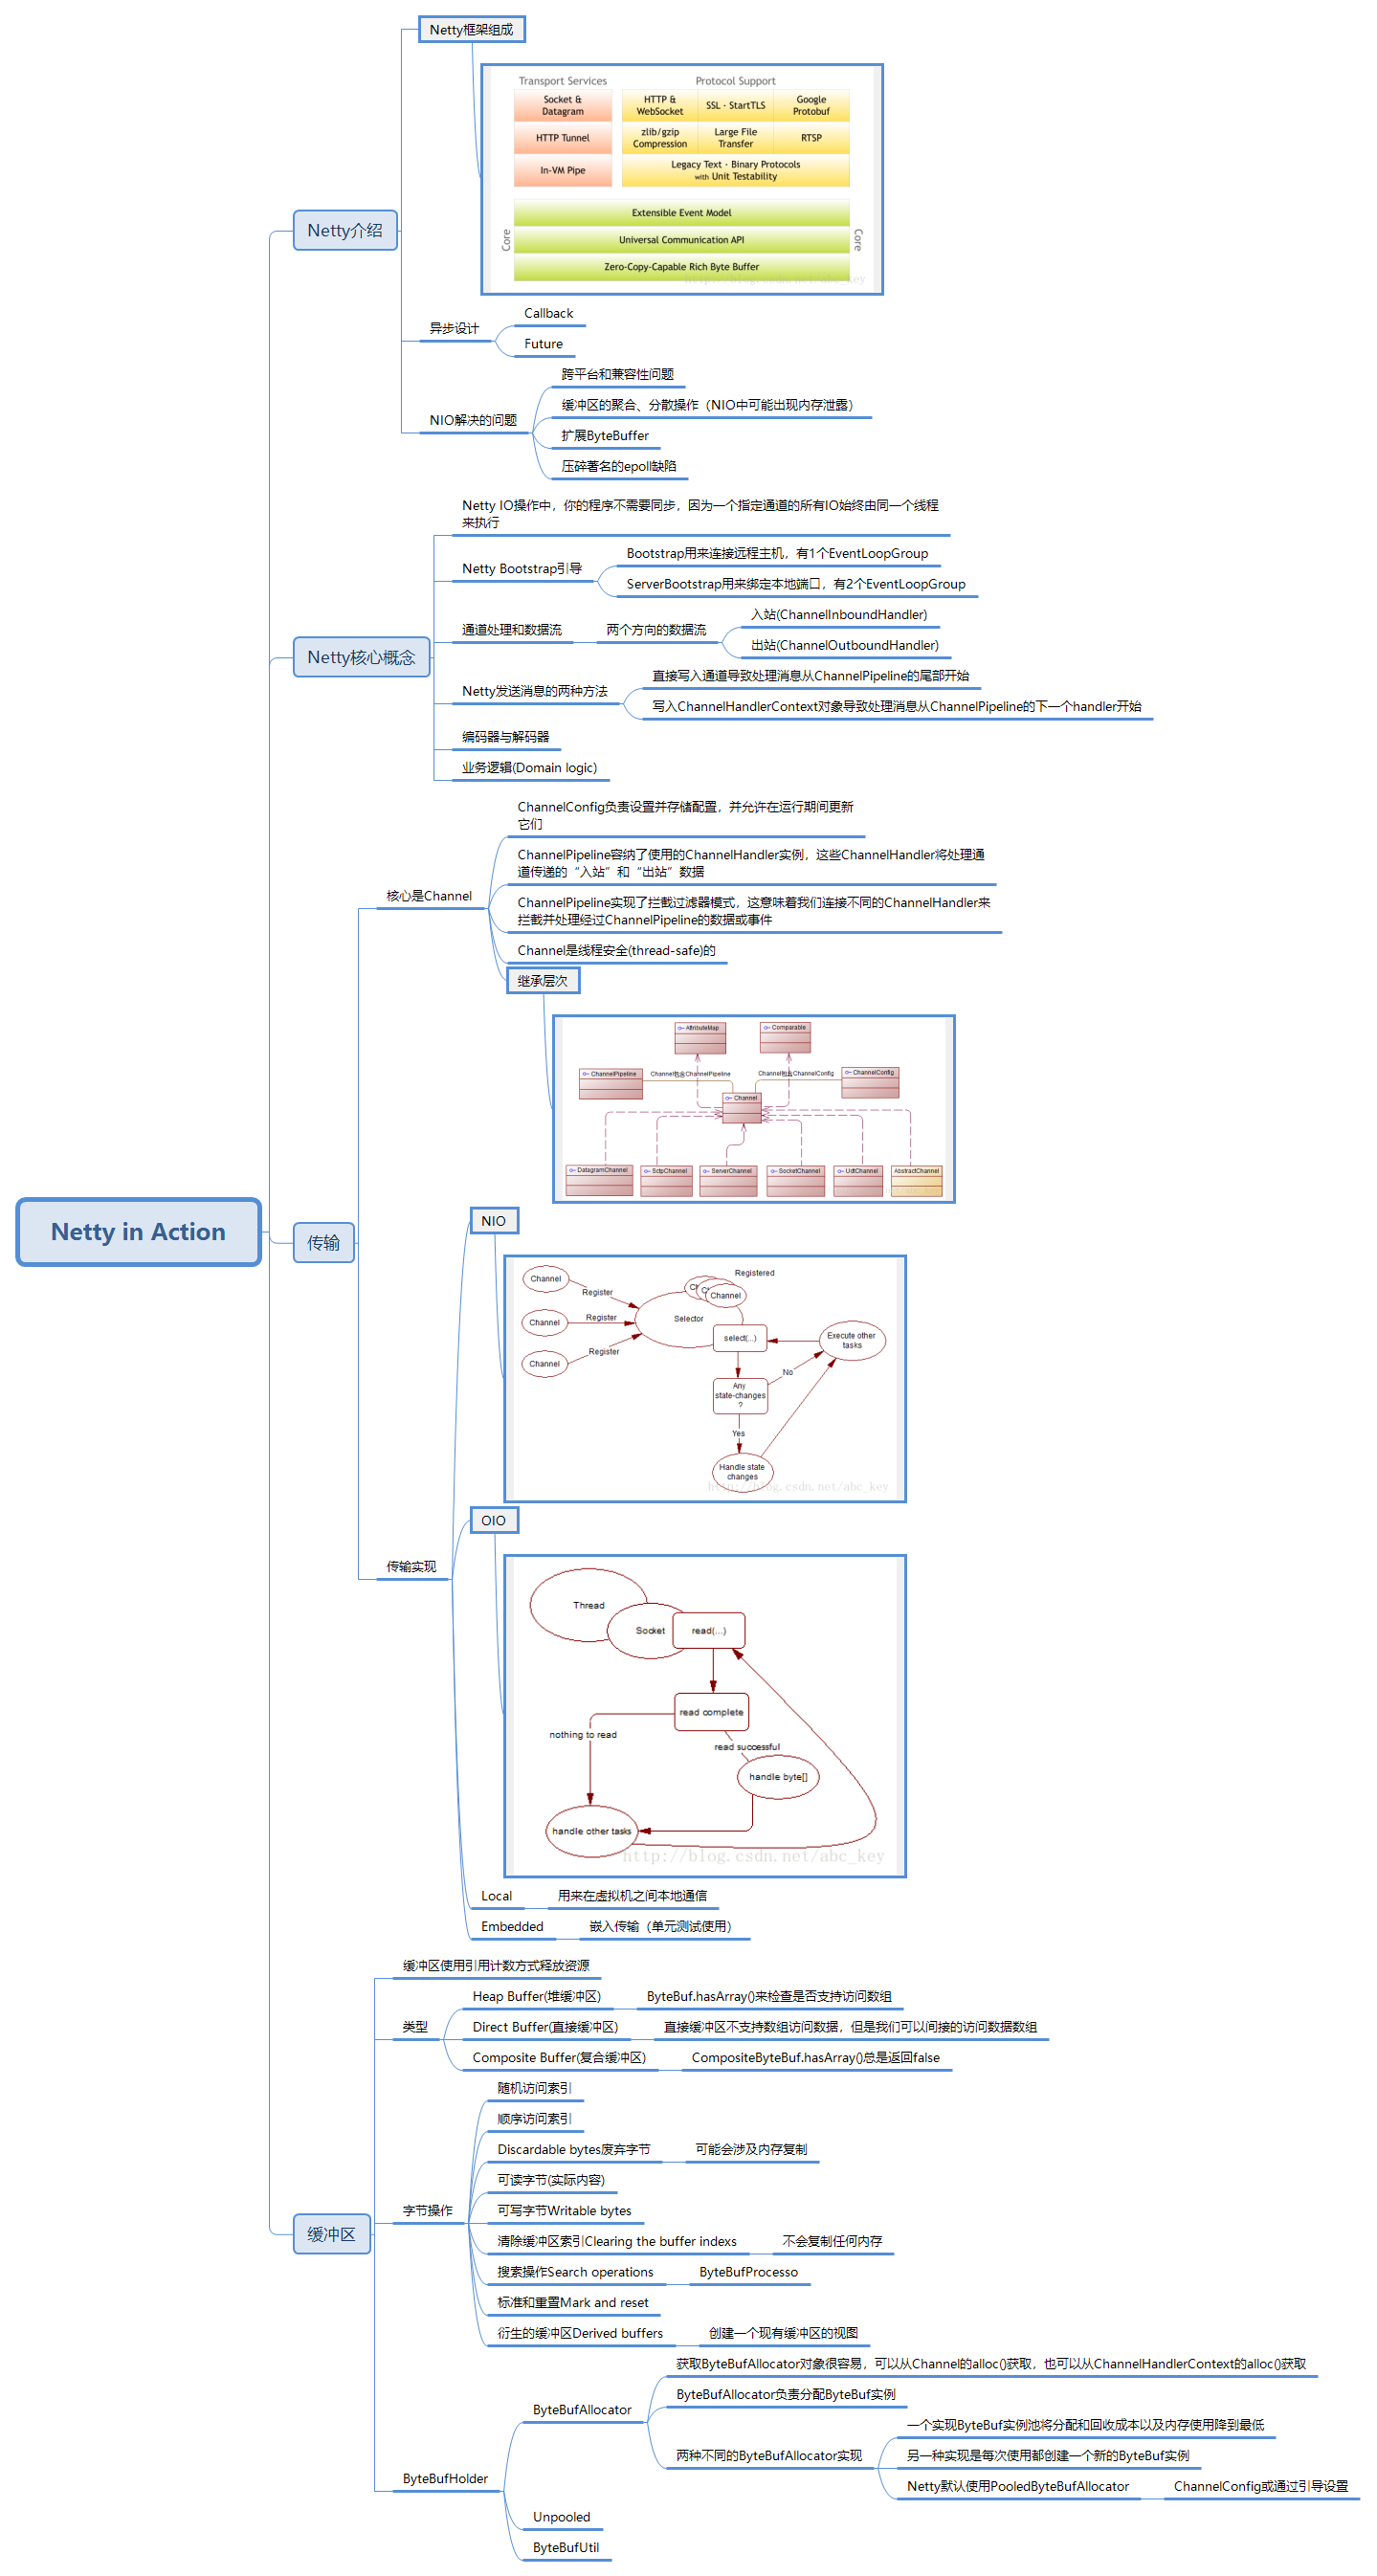 Netty in Action
Netty介绍
Netty框架组成
Transport Services
Protocol Support
Socket &
Datagram
HTTP &
WebSocket
SSL · StartTLS
Google
Protobuf
HTTP Tunnel
zlib/gzip
Compression
Large File
Transfer
RTSP
In-VM Pipe
Legacy Text · Binary Protocols
with Unit Testability
Core
Extensible Event Model
Universal Communication API
Zero-Copy-Capable Rich Byte Buffer
Core
http://blog.csdn.net/abc_key
异步设计
Callback
Future
NIO解决的问题
跨平台和兼容性问题
缓冲区的聚合、分散操作（NIO中可能出现内存泄露）
扩展ByteBuffer
压碎著名的epoll缺陷
Netty核心概念
Netty IO操作中，你的程序不需要同步，因为一个指定通道的所有IO始终由同一个线程
来执行
Netty Bootstrap引导
Bootstrap用来连接远程主机，有1个EventLoopGroup
ServerBootstrap用来绑定本地端口，有2个EventLoopGroup
通道处理和数据流
两个方向的数据流
入站(ChannelInboundHandler)
出站(ChannelOutboundHandler)
Netty发送消息的两种方法
直接写入通道导致处理消息从ChannelPipeline的尾部开始
写入ChannelHandlerContext对象导致处理消息从ChannelPipeline的下一个handler开始
编码器与解码器
业务逻辑(Domain logic)
传输
核心是Channel
ChannelConfig负责设置并存储配置，并允许在运行期间更新
它们
ChannelPipeline容纳了使用的ChannelHandler实例，这些ChannelHandler将处理通
道传递的“入站”和“出站”数据
ChannelPipeline实现了拦截过滤器模式，这意味着我们连接不同的ChannelHandler来
拦截并处理经过ChannelPipeline的数据或事件
Channel是线程安全(thread-safe)的
继承层次
AttributeMap
Comparable
ChannelPipeline
Channel包含ChannelPipeline
Channel包含ChannelConfig
ChannelConfig
Channel
DatagramChannel
SctpChannel
ServerChannel
SocketChannel
UdtChannel
AbstractChannel
传输实现
NIO
Channel
Register
Channel
Register
Channel
Register
Selector
Ch
C
Channel
Registered
select(...)
Execute other
tasks
Any
state-changes
?
No
Yes
Handle state
changes
http://blog.csdn.net/abc_key
OIO
Thread
Socket
read(...)
read complete
nothing to read
read successful
handle byte[]
handle other tasks
http://blog.csdn.net/abc_key
Local
用来在虚拟机之间本地通信
Embedded
嵌入传输（单元测试使用）
缓冲区
缓冲区使用引用计数方式释放资源
类型
Heap Buffer(堆缓冲区)
ByteBuf.hasArray()来检查是否支持访问数组
Direct Buffer(直接缓冲区)
直接缓冲区不支持数组访问数据，但是我们可以间接的访问数据数组
Composite Buffer(复合缓冲区)
CompositeByteBuf.hasArray()总是返回false
字节操作
随机访问索引
顺序访问索引
Discardable bytes废弃字节
可能会涉及内存复制
可读字节(实际内容)
可写字节Writable bytes
清除缓冲区索引Clearing the buffer indexs
不会复制任何内存
搜索操作Search operations
ByteBufProcesso
标准和重置Mark and reset
衍生的缓冲区Derived buffers
创建一个现有缓冲区的视图
ByteBufHolder
ByteBufAllocator
获取ByteBufAllocator对象很容易，可以从Channel的alloc()获取，也可以从ChannelHandlerContext的alloc()获取
ByteBufAllocator负责分配ByteBuf实例
两种不同的ByteBufAllocator实现
一个实现ByteBuf实例池将分配和回收成本以及内存使用降到最低
另一种实现是每次使用都创建一个新的ByteBuf实例
Netty默认使用PooledByteBufAllocator
ChannelConfig或通过引导设置
Unpooled
ByteBufUtil